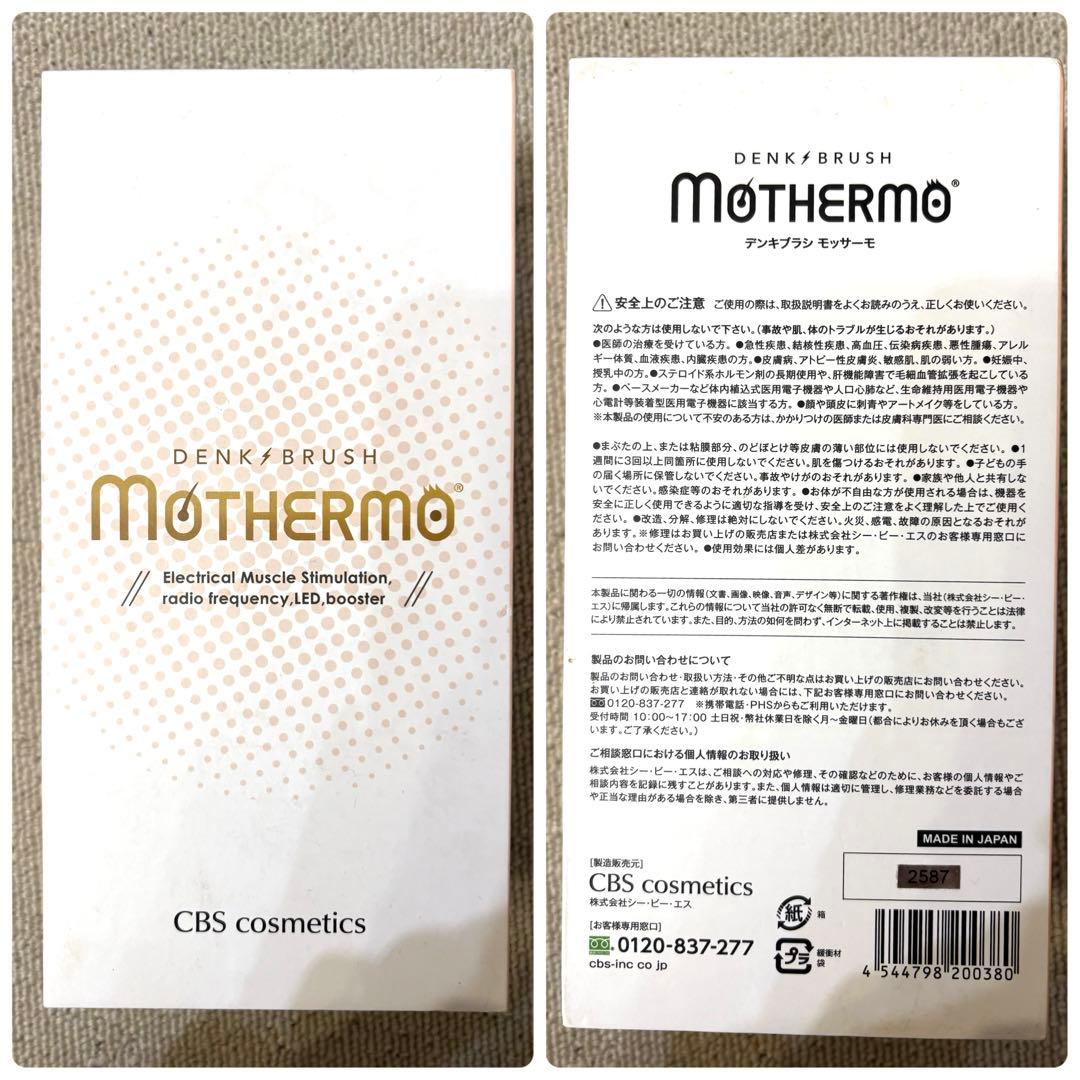 DENK⚡BRUSH
MOTHERMO®
Electrical Muscle Stimulation,
radio frequency,LED,booster
CBS cosmetics
DENK⚡BRUSH
MOTHERMO®
デンキブラシ モッサーモ
安全上のご注意 ご使用の際は、取扱説明書をよくお読みのうえ、正しくお使いください。
次のような方は使用しないで下さい。(事故や肌、体のトラブルが生じるおそれがあります。)
●医師の治療を受けている方。●急性疾患、結核性疾患、高血圧、伝染病疾患、悪性腫瘍、アレル
ギー体質、血液疾患、内臓疾患の方。●皮膚病、アトピー性皮膚炎、敏感肌、肌の弱い方。●妊娠中、
授乳中の方。●ステロイド系ホルモン剤の長期使用や、肝機能障害で毛細血管拡張を起こしている
方。●ペースメーカーなど体内植込式医用電子機器や人口心肺など、生命維持用医用電子機器や
心電計等装着型医用電子機器に該当する方。●顔や頭皮に刺青やアートメイク等をしている方。
※本製品の使用について不安のある方は、かかりつけの医師または皮膚科専門医にご相談ください。
●まぶたの上、または粘膜部分、のどぼとけ等皮膚の薄い部位には使用しないでください。●1
週間に3回以上同箇所に使用しないでください。肌を傷つけるおそれがあります。●子どもの手
の届く場所に保管しないでください。事故やけがのおそれがあります。●家族や他人と共有しな
いでください。感染症等のおそれがあります。●お体が不自由な方が使用される場合は、機器を
安全に正しく使用できるように適切な指導を受け、安全上のご注意をよく理解した上でご使用く
ださい。●改造、分解、修理は絶対にしないでください。火災、感電、故障の原因となるおそれが
あります。※修理はお買い上げの販売店または株式会社シー・ビー・エスのお客様専用窓口に
お問い合わせください。●使用効果には個人差があります。
本製品に関わる一切の情報(文書、画像、映像、音声、デザイン等)に関する著作権は、当社(株式会社シー・ビー・
エス)に帰属します。これらの情報について当社の許可なく無断で転載、使用、複製、改変等を行うことは法律
により禁止されています。また、目的、方法の如何を問わず、インターネット上に掲載することは禁止します。
製品のお問い合わせについて
製品のお問い合わせ・取扱い方法・その他ご不明な点はお買い上げの販売店にお問い合わせください。
お買い上げの販売店と連絡が取れない場合には、下記お客様専用窓口にお問い合わせください。
0120-837-277 ※携帯電話・PHSからもご利用いただけます。
受付時間 10:00〜17:00 土日祝・弊社休業日を除く月〜金曜日(都合によりお休みを頂く場合もござ
います。ご了承ください。)
ご相談窓口における個人情報のお取り扱い
株式会社シー・ビー・エスは、ご相談への対応や修理、その確認などのために、お客様の個人情報やご
相談内容を記録に残すことがあります。また、個人情報は適切に管理し、修理業務などを委託する場合
や正当な理由がある場合を除き、第三者に提供しません。
MADE IN JAPAN
2587
[製造販売元]
CBS cosmetics
株式会社シー・ビー・エス
[お客様専用窓口]
0120-837-277
cbs-inc co jp
紙 箱
プラ 緩衝材
袋
4 544798 200380